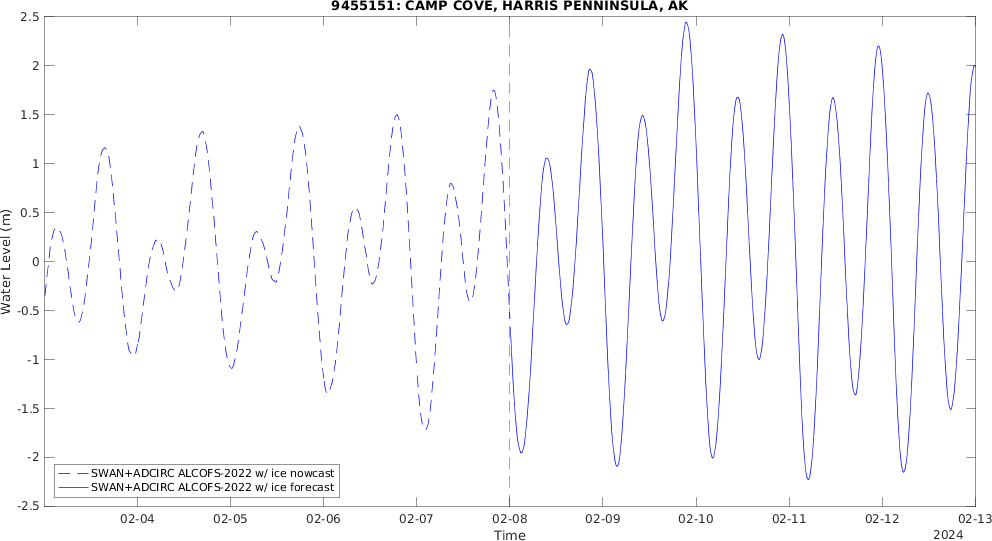 9455151: CAMP COVE, HARRIS PENNINSULA, AK
2.5
2
1.5
1
0.5
0
-0.5
-1
-1.5
-2
-2.5
Water Level (m)
SWAN+ADCIRC ALCOFS-2022 w/ ice nowcast
SWAN+ADCIRC ALCOFS-2022 w/ ice forecast
02-04 02-05 02-06 02-07 02-08 02-09 02-10 02-11 02-12 02-13
Time
2024